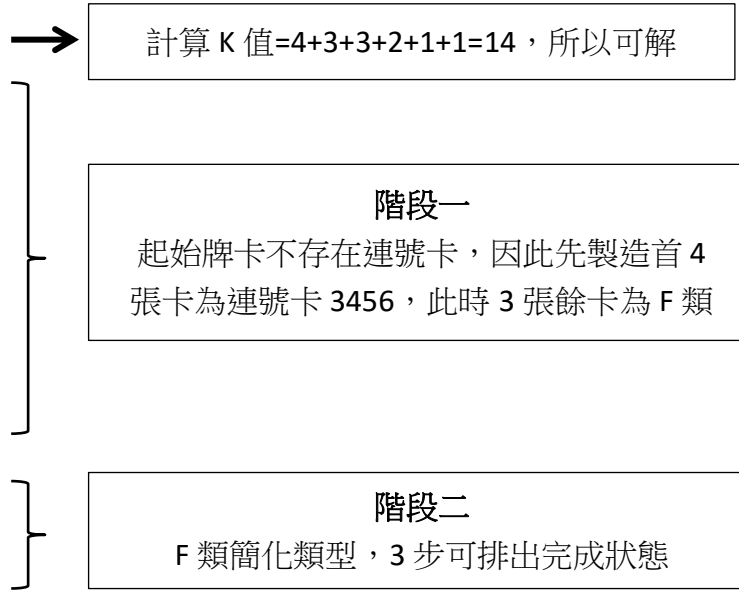 計算 K 值=4+3+3+2+1+1=14，所以可解
階段一
起始牌卡不存在連號卡，因此先製造首 4
張卡為連號卡 3456，此時 3 張餘卡為 F 類
階段二
F 類簡化類型，3 步可排出完成狀態